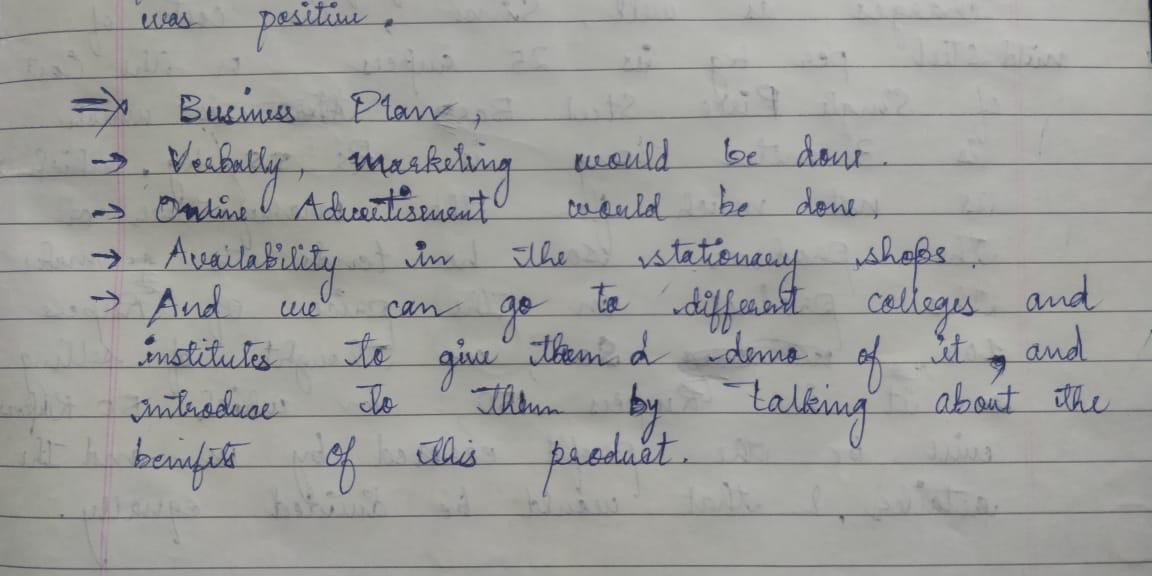 was positive.
⇒ Business Plan,
→ Verbally, marketing would be done.
→ Online Advertisement would be done,
→ Availability in the stationary shops.
→ And we can go to different colleges and
institutes to give them a demo of it, and
introduce to them by talking about the
benifits of this product.